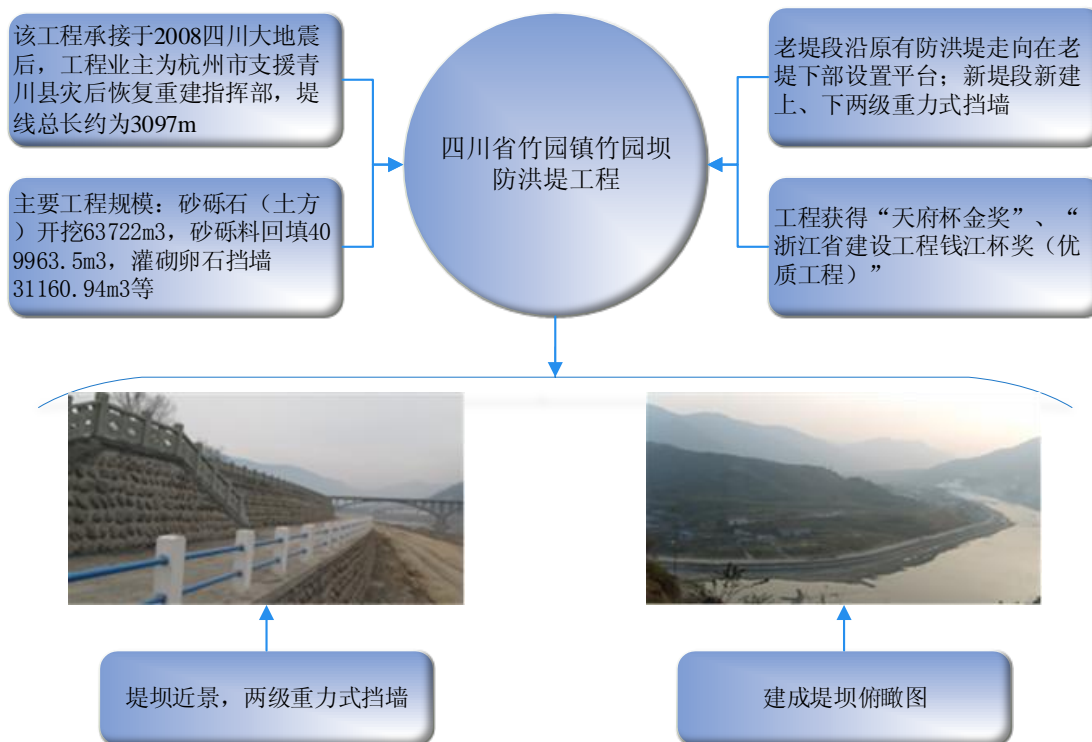 该工程承接于2008四川大地震
后，工程业主为杭州市支援青
川县灾后恢复重建指挥部，堤
线总长约为3097m
主要工程规模：砂砾石（土方
）开挖63722m3，砂砾料回填40
9963.5m3，灌砌卵石挡墙
31160.94m3等
四川省竹园镇竹园坝
防洪堤工程
老堤段沿原有防洪堤走向在老
堤下部设置平台；新堤段新建
上、下两级重力式挡墙
工程获得“天府杯金奖”、“
浙江省建设工程钱江杯奖（优
质工程）”
堤坝近景，两级重力式挡墙
建成堤坝俯瞰图